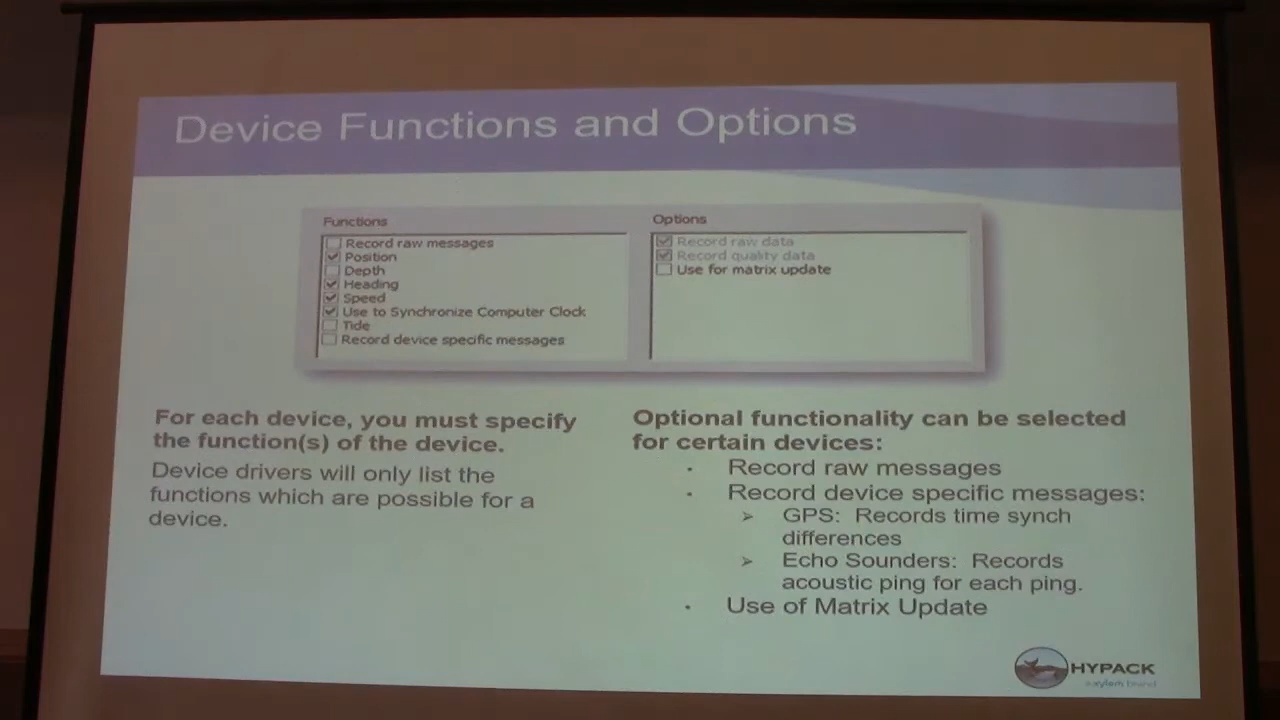 Device Functions and Options
Functions
Record raw messages
Position
Depth
Heading
Speed
Use to Synchronize Computer Clock
Tide
Record device specific messages
Options
Record raw data
Record quality data
Use for matrix update
For each device, you must specify
the function(s) of the device.
Device drivers will only list the
functions which are possible for a
device.
Optional functionality can be selected
for certain devices:
· Record raw messages
· Record device specific messages:
➢ GPS: Records time synch
differences
➢ Echo Sounders: Records
acoustic ping for each ping.
· Use of Matrix Update
HYPACK
a xylem brand